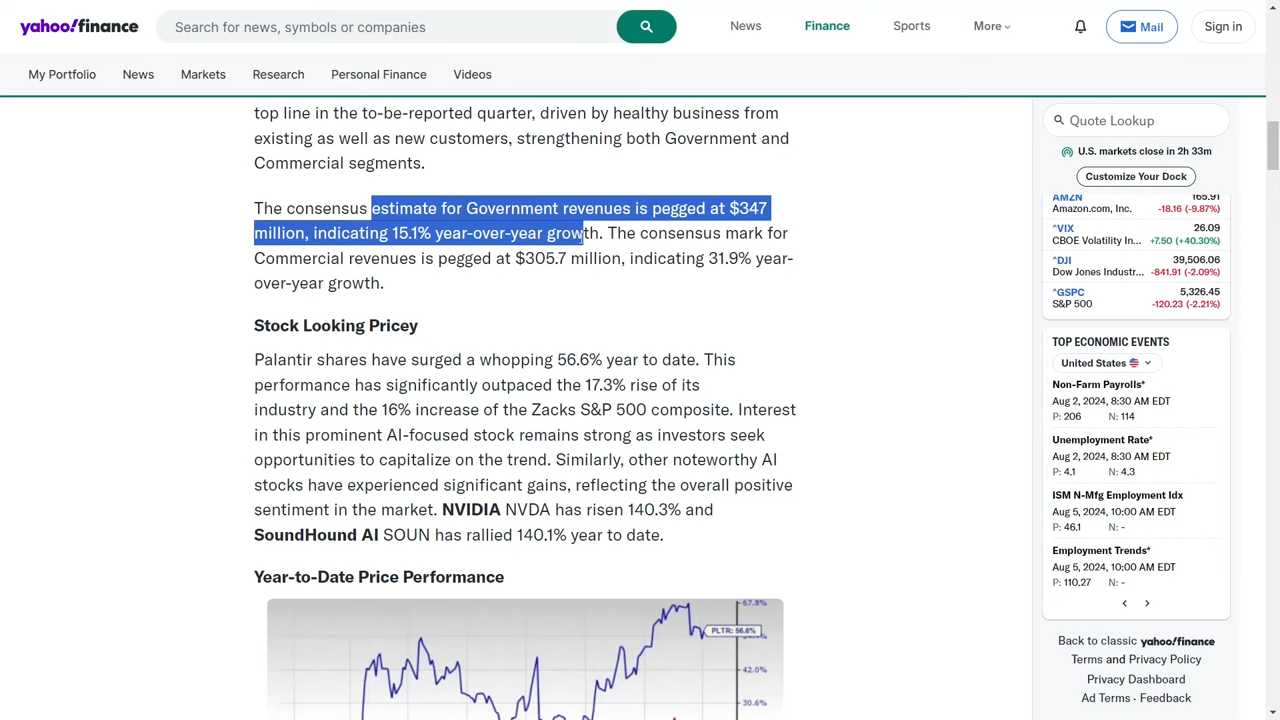 yahoo!finance
Search for news, symbols or companies
News
Finance
Sports
More
Mail
Sign in
My Portfolio
News
Markets
Research
Personal Finance
Videos
top line in the to-be-reported quarter, driven by healthy business from
existing as well as new customers, strengthening both Government and
Commercial segments.
The consensus estimate for Government revenues is pegged at $347
million, indicating 15.1% year-over-year growth. The consensus mark for
Commercial revenues is pegged at $305.7 million, indicating 31.9% year-
over-year growth.
Stock Looking Pricey
Palantir shares have surged a whopping 56.6% year to date. This
performance has significantly outpaced the 17.3% rise of its
industry and the 16% increase of the Zacks S&P 500 composite. Interest
in this prominent AI-focused stock remains strong as investors seek
opportunities to capitalize on the trend. Similarly, other noteworthy AI
stocks have experienced significant gains, reflecting the overall positive
sentiment in the market. NVIDIA NVDA has risen 140.3% and
SoundHound AI SOUN has rallied 140.1% year to date.
Year-to-Date Price Performance
67.8%
PLTR: 56.6%
42.0%
30.6%
Quote Lookup
U.S. markets close in 2h 33m
Customize Your Dock
AMZN 165.91
Amazon.com, Inc. -18.16 (-9.87%)
^VIX 26.09
CBOE Volatility In... +7.50 (+40.30%)
^DJI 39,506.06
Dow Jones Industr... -841.91 (-2.09%)
^GSPC 5,326.45
S&P 500 -120.23 (-2.21%)
TOP ECONOMIC EVENTS
United States
Non-Farm Payrolls*
Aug 2, 2024, 8:30 AM EDT
P: 206 N: 114
Unemployment Rate*
Aug 2, 2024, 8:30 AM EDT
P: 4.1 N: 4.3
ISM N-Mfg Employment Idx
Aug 5, 2024, 10:00 AM EDT
P: 46.1 N: -
Employment Trends*
Aug 5, 2024, 10:00 AM EDT
P: 110.27 N: -
Back to classic yahoo!finance
Terms and Privacy Policy
Privacy Dashboard
Ad Terms · Feedback